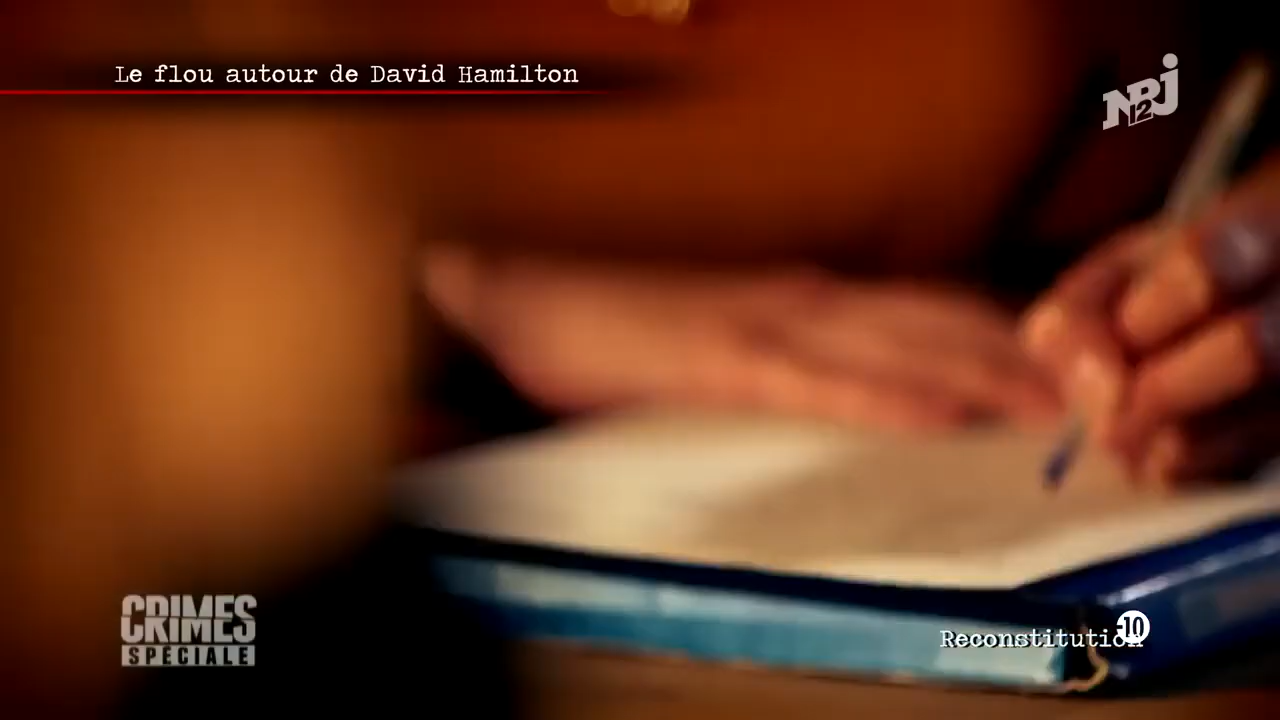 Le flou autour de David Hamilton
NRJ
12
CRIMES
SPÉCIALE
Reconstitution
-10